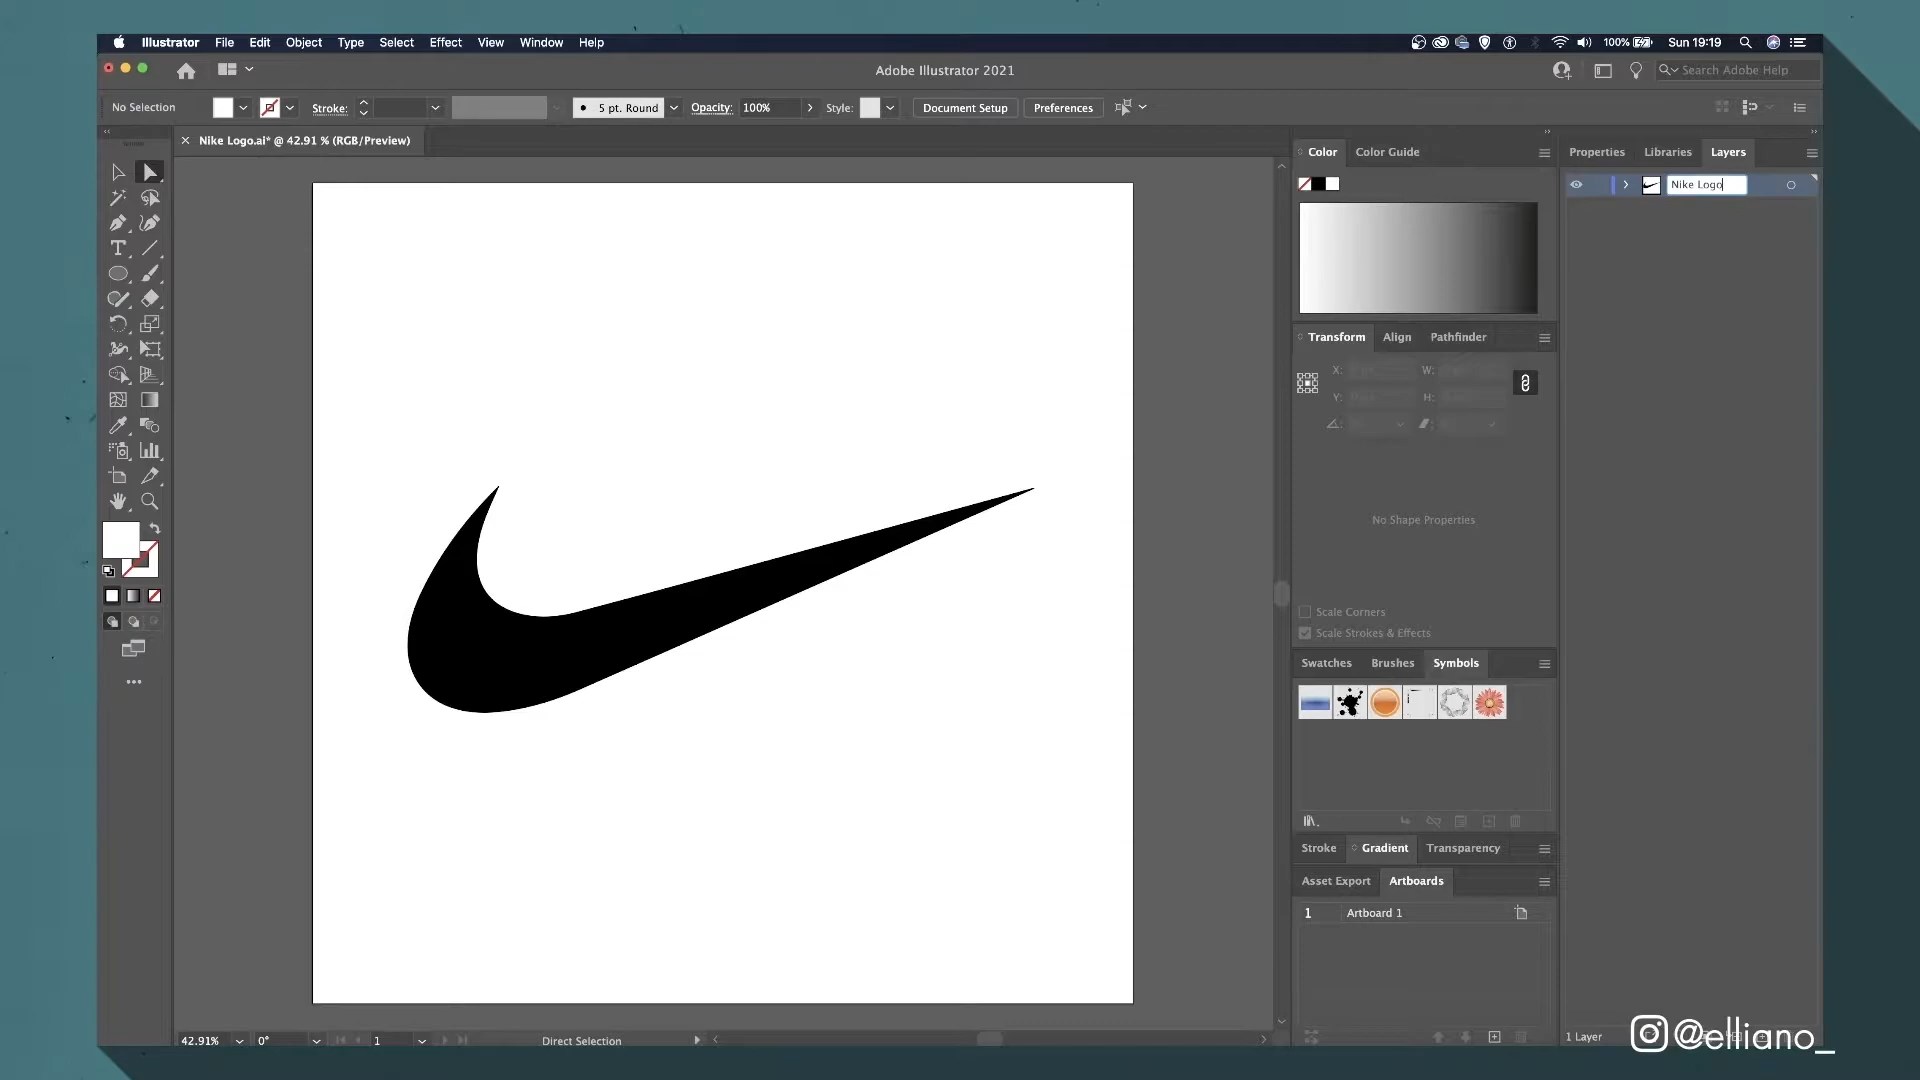 Illustrator File Edit Object Type Select Effect View Window Help 100% Sun 19:19
Adobe Illustrator 2021 Search Adobe Help
No Selection Stroke: 5 pt. Round Opacity: 100% Style: Document Setup Preferences
Nike Logo.ai* @ 42.91 % (RGB/Preview)
Color Color Guide
Properties Libraries Layers
Nike Logo
Transform Align Pathfinder
X: W:
Y: H:
No Shape Properties
Scale Corners
Scale Strokes & Effects
Swatches Brushes Symbols
Stroke Gradient Transparency
Asset Export Artboards
1 Artboard 1
42.91% 0° 1 Direct Selection
1 Layer
@elliano_